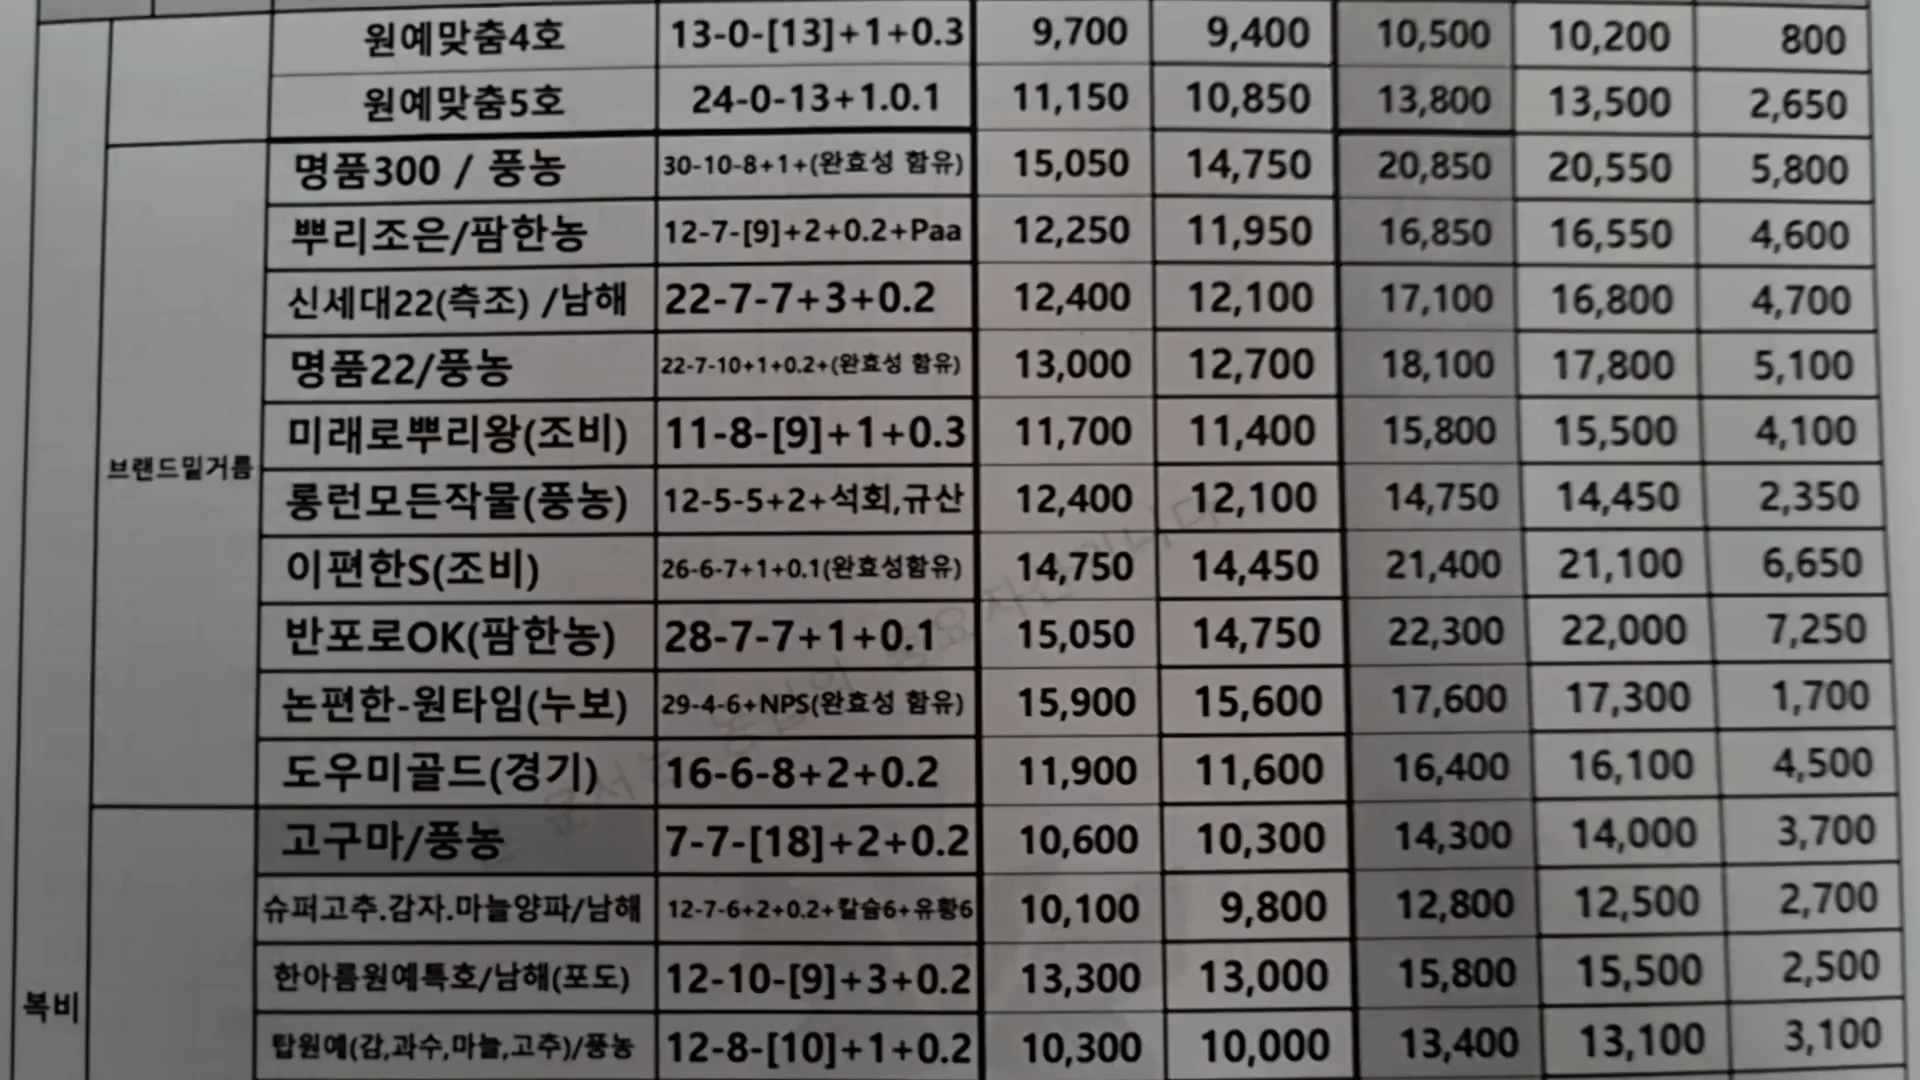 원예맞춤4호 13-0-[13]+1+0.3 9,700 9,400 10,500 10,200 800
원예맞춤5호 24-0-13+1.0.1 11,150 10,850 13,800 13,500 2,650
명품300 / 풍농 30-10-8+1+(완효성 함유) 15,050 14,750 20,850 20,550 5,800
뿌리조은/팜한농 12-7-[9]+2+0.2+Paa 12,250 11,950 16,850 16,550 4,600
신세대22(측조) /남해 22-7-7+3+0.2 12,400 12,100 17,100 16,800 4,700
명품22/풍농 22-7-10+1+0.2+(완효성 함유) 13,000 12,700 18,100 17,800 5,100
미래로뿌리왕(조비) 11-8-[9]+1+0.3 11,700 11,400 15,800 15,500 4,100
브랜드밑거름
롱런모든작물(풍농) 12-5-5+2+석회,규산 12,400 12,100 14,750 14,450 2,350
이편한S(조비) 26-6-7+1+0.1(완효성함유) 14,750 14,450 21,400 21,100 6,650
반포로OK(팜한농) 28-7-7+1+0.1 15,050 14,750 22,300 22,000 7,250
논편한-원타임(누보) 29-4-6+NPS(완효성 함유) 15,900 15,600 17,600 17,300 1,700
도우미골드(경기) 16-6-8+2+0.2 11,900 11,600 16,400 16,100 4,500
고구마/풍농 7-7-[18]+2+0.2 10,600 10,300 14,300 14,000 3,700
슈퍼고추.감자.마늘양파/남해 12-7-6+2+0.2+칼슘6+유황6 10,100 9,800 12,800 12,500 2,700
한아름원예특호/남해(포도) 12-10-[9]+3+0.2 13,300 13,000 15,800 15,500 2,500
복비
탑원예(감,과수,마늘,고추)/풍농 12-8-[10]+1+0.2 10,300 10,000 13,400 13,100 3,100